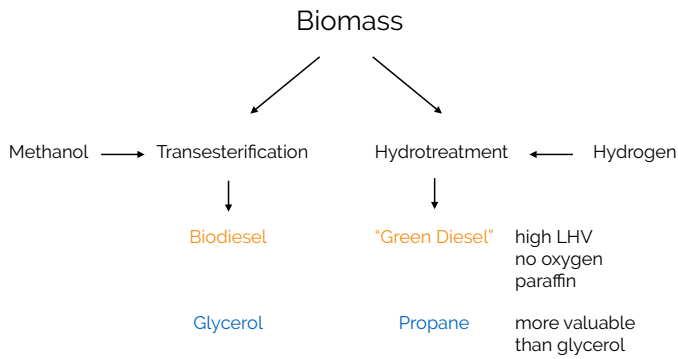 Biomass
Methanol
Transesterification
Hydrotreatment
Hydrogen
Biodiesel
“Green Diesel”
high LHV
no oxygen
paraffin
Glycerol
Propane
more valuable
than glycerol